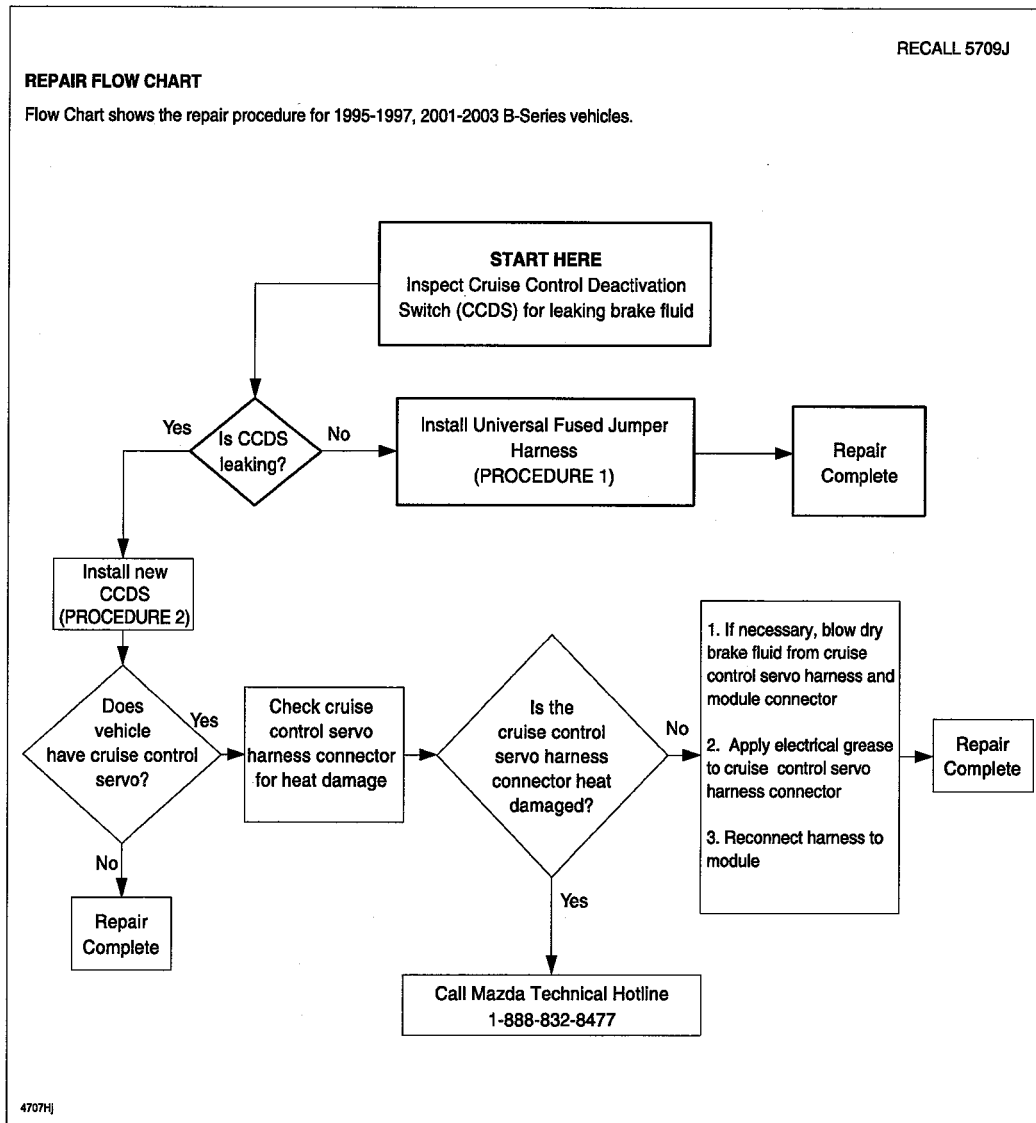 RECALL 5709J
REPAIR FLOW CHART
Flow Chart shows the repair procedure for 1995-1997, 2001-2003 B-Series vehicles.
START HERE
Inspect Cruise Control Deactivation
Switch (CCDS) for leaking brake fluid
Is CCDS
leaking?
Yes
No
Install Universal Fused Jumper
Harness
(PROCEDURE 1)
Repair
Complete
Install new
CCDS
(PROCEDURE 2)
Does
vehicle
have cruise control
servo?
Yes
No
Repair
Complete
Check cruise
control servo
harness connector
for heat damage
Is the
cruise control
servo harness
connector heat
damaged?
No
Yes
1. If necessary, blow dry
brake fluid from cruise
control servo harness and
module connector
2. Apply electrical grease
to cruise control servo
harness connector
3. Reconnect harness to
module
Repair
Complete
Call Mazda Technical Hotline
1-888-832-8477
4707Hj